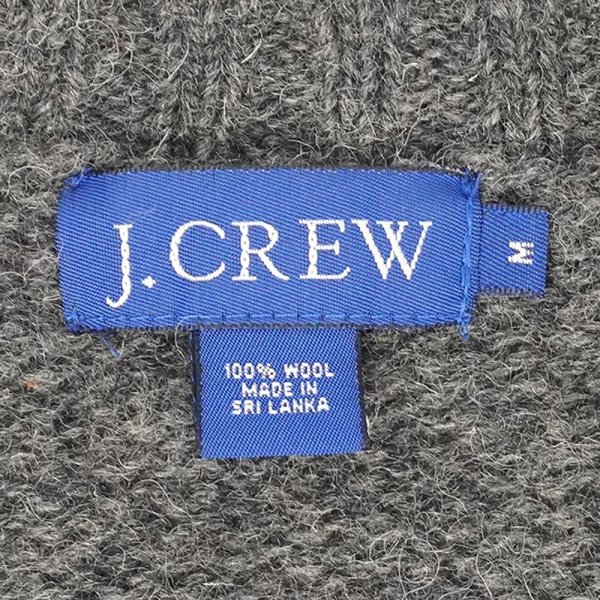 J.CREW
M
100% WOOL
MADE IN
SRI LANKA